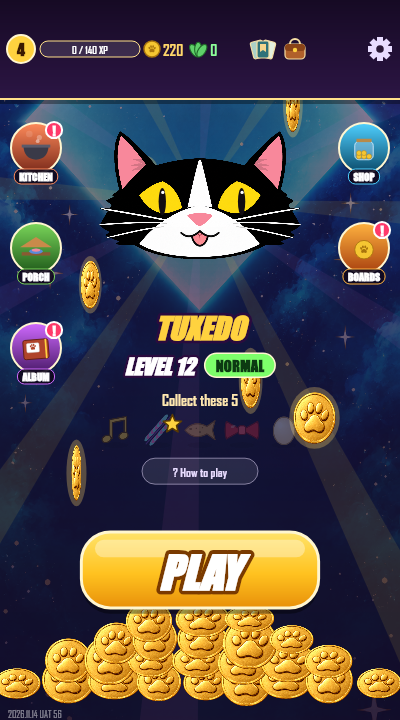 4
0 / 140 XP
220
0
!
KITCHEN
SHOP
PORCH
!
BOARDS
!
ALBUM
TUXEDO
LEVEL 12
NORMAL
Collect these 5
? How to play
PLAY
2026.II.14 UAT 56